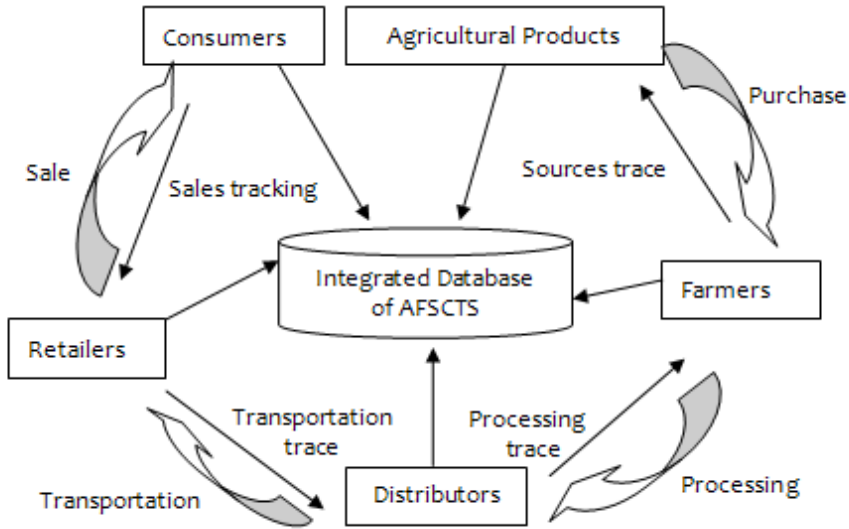 Consumers
Agricultural Products
Purchase
Sale
Sales tracking
Sources trace
Integrated Database
of AFSCTS
Farmers
Retailers
Transportation
trace
Processing
trace
Transportation
Distributors
Processing